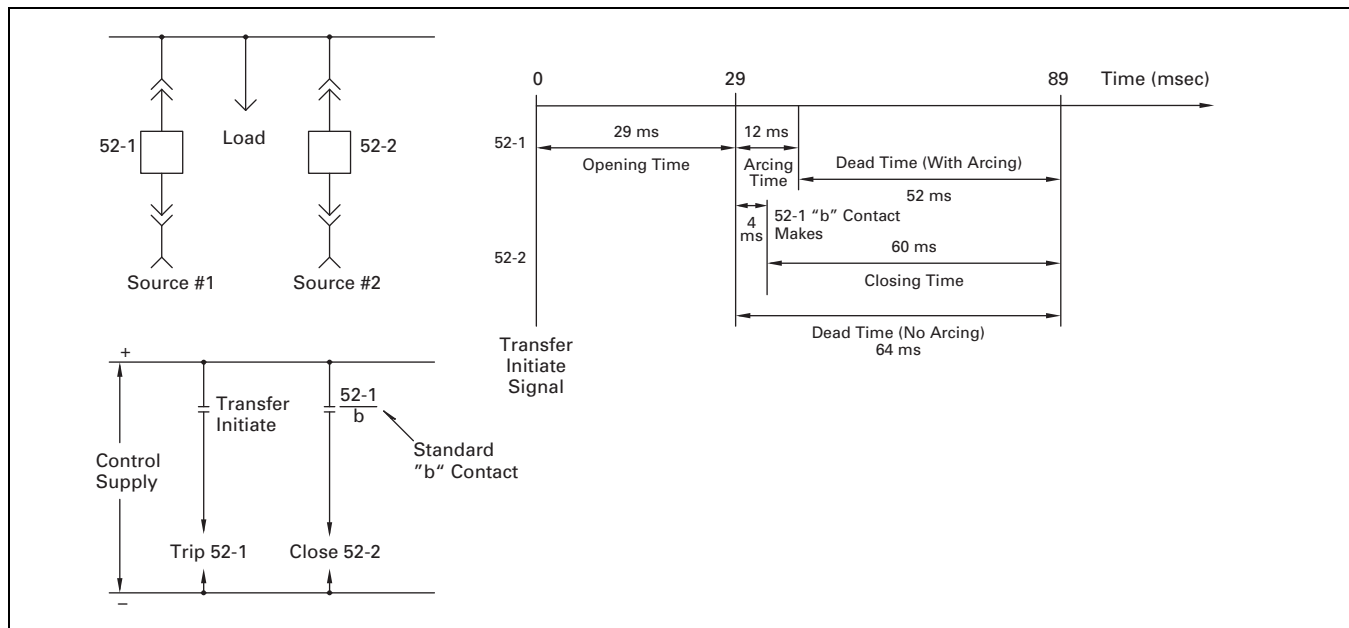 52-1
Load
52-2
Source #1
Source #2
0
29
89
Time (msec)
52-1
29 ms
Opening Time
12 ms
Arcing
Time
Dead Time (With Arcing)
52 ms
4
ms
52-1 “b” Contact
Makes
52-2
60 ms
Closing Time
Dead Time (No Arcing)
64 ms
Transfer
Initiate
Signal
+
Transfer
Initiate
52-1
b
Standard
”b“ Contact
Control
Supply
Trip 52-1
Close 52-2
–